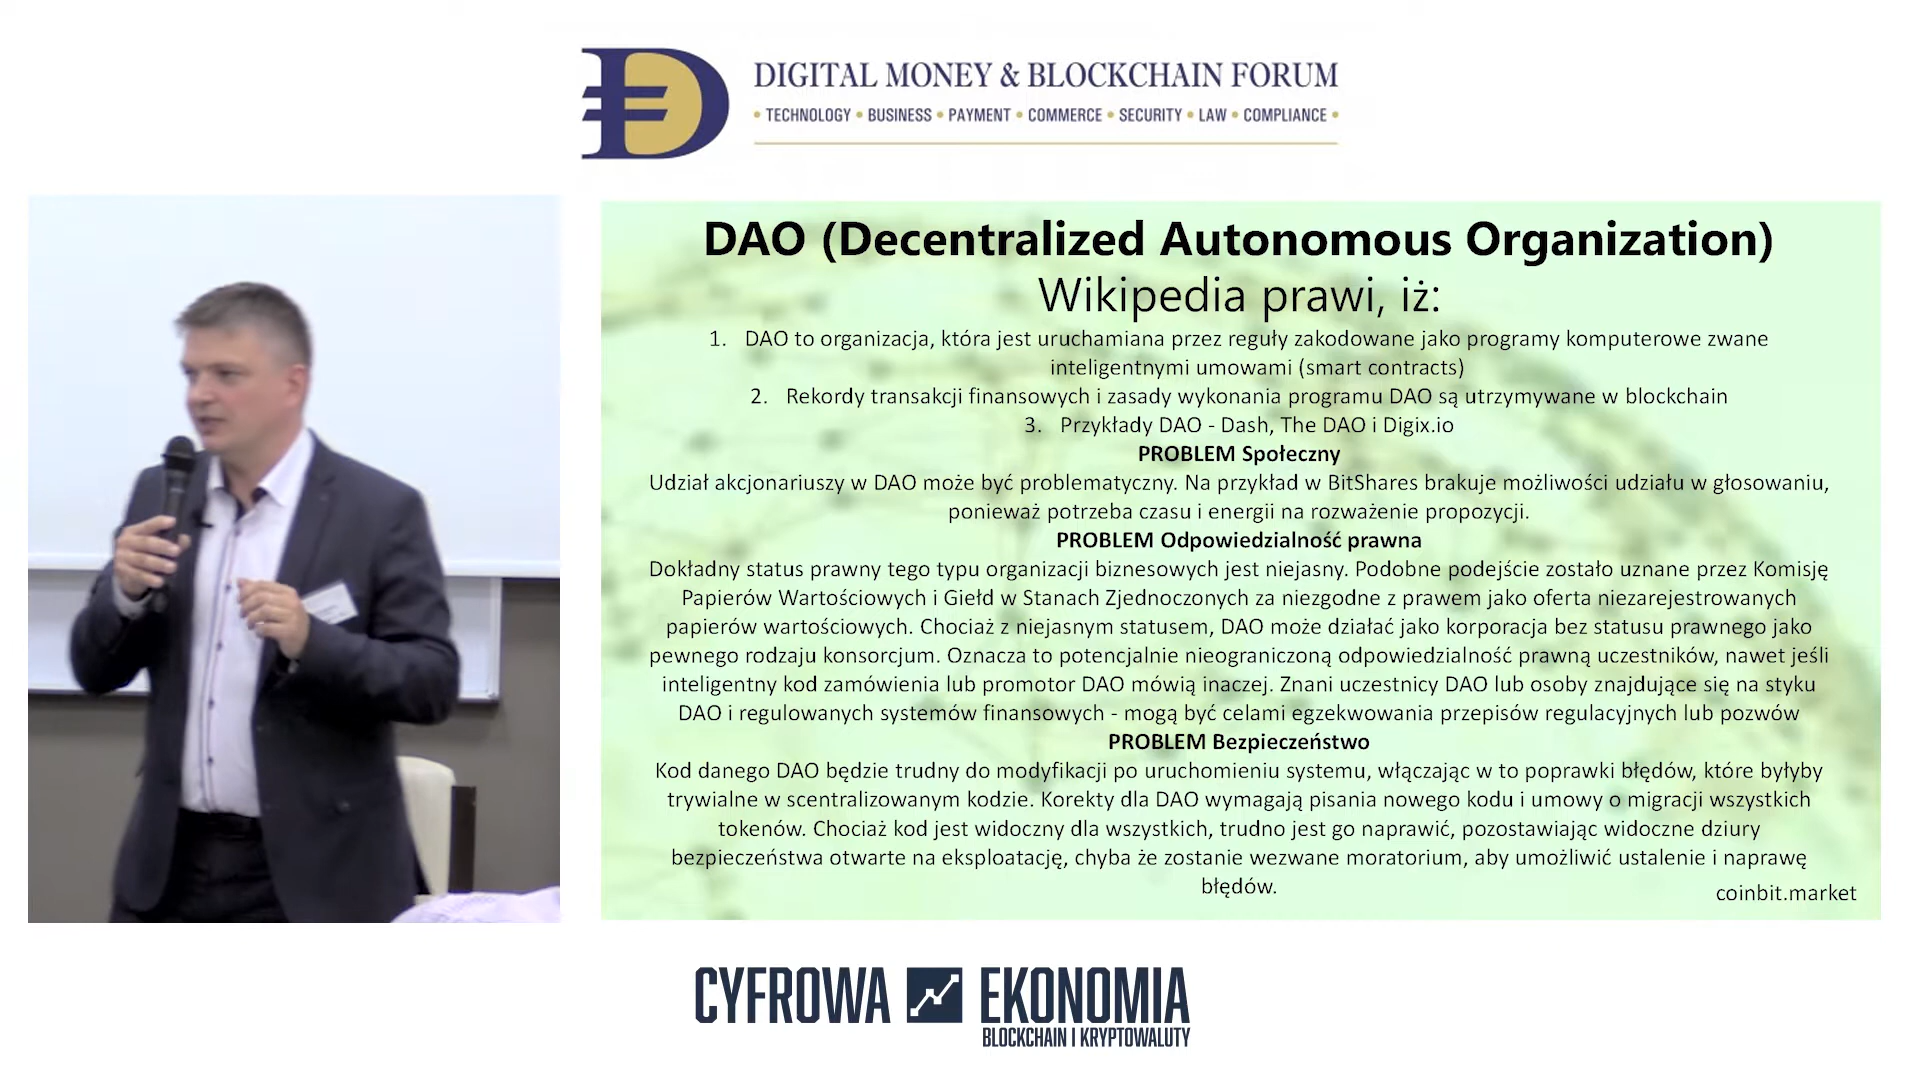 DIGITAL MONEY & BLOCKCHAIN FORUM
• TECHNOLOGY • BUSINESS • PAYMENT • COMMERCE • SECURITY • LAW • COMPLIANCE •
DAO (Decentralized Autonomous Organization)
Wikipedia prawi, iż:
1. DAO to organizacja, która jest uruchamiana przez reguły zakodowane jako programy komputerowe zwane
inteligentnymi umowami (smart contracts)
2. Rekordy transakcji finansowych i zasady wykonania programu DAO są utrzymywane w blockchain
3. Przykłady DAO - Dash, The DAO i Digix.io
PROBLEM Społeczny
Udział akcjonariuszy w DAO może być problematyczny. Na przykład w BitShares brakuje możliwości udziału w głosowaniu,
ponieważ potrzeba czasu i energii na rozważenie propozycji.
PROBLEM Odpowiedzialność prawna
Dokładny status prawny tego typu organizacji biznesowych jest niejasny. Podobne podejście zostało uznane przez Komisję
Papierów Wartościowych i Giełd w Stanach Zjednoczonych za niezgodne z prawem jako oferta niezarejestrowanych
papierów wartościowych. Chociaż z niejasnym statusem, DAO może działać jako korporacja bez statusu prawnego jako
pewnego rodzaju konsorcjum. Oznacza to potencjalnie nieograniczoną odpowiedzialność prawną uczestników, nawet jeśli
inteligentny kod zamówienia lub promotor DAO mówią inaczej. Znani uczestnicy DAO lub osoby znajdujące się na styku
DAO i regulowanych systemów finansowych - mogą być celami egzekwowania przepisów regulacyjnych lub pozwów
PROBLEM Bezpieczeństwo
Kod danego DAO będzie trudny do modyfikacji po uruchomieniu systemu, włączając w to poprawki błędów, które byłyby
trywialne w scentralizowanym kodzie. Korekty dla DAO wymagają pisania nowego kodu i umowy o migracji wszystkich
tokenów. Chociaż kod jest widoczny dla wszystkich, trudno jest go naprawić, pozostawiając widoczne dziury
bezpieczeństwa otwarte na eksploatację, chyba że zostanie wezwane moratorium, aby umożliwić ustalenie i naprawę
błędów.
coinbit.market
CYFROWA EKONOMIA
BLOCKCHAIN I KRYPTOWALUTY